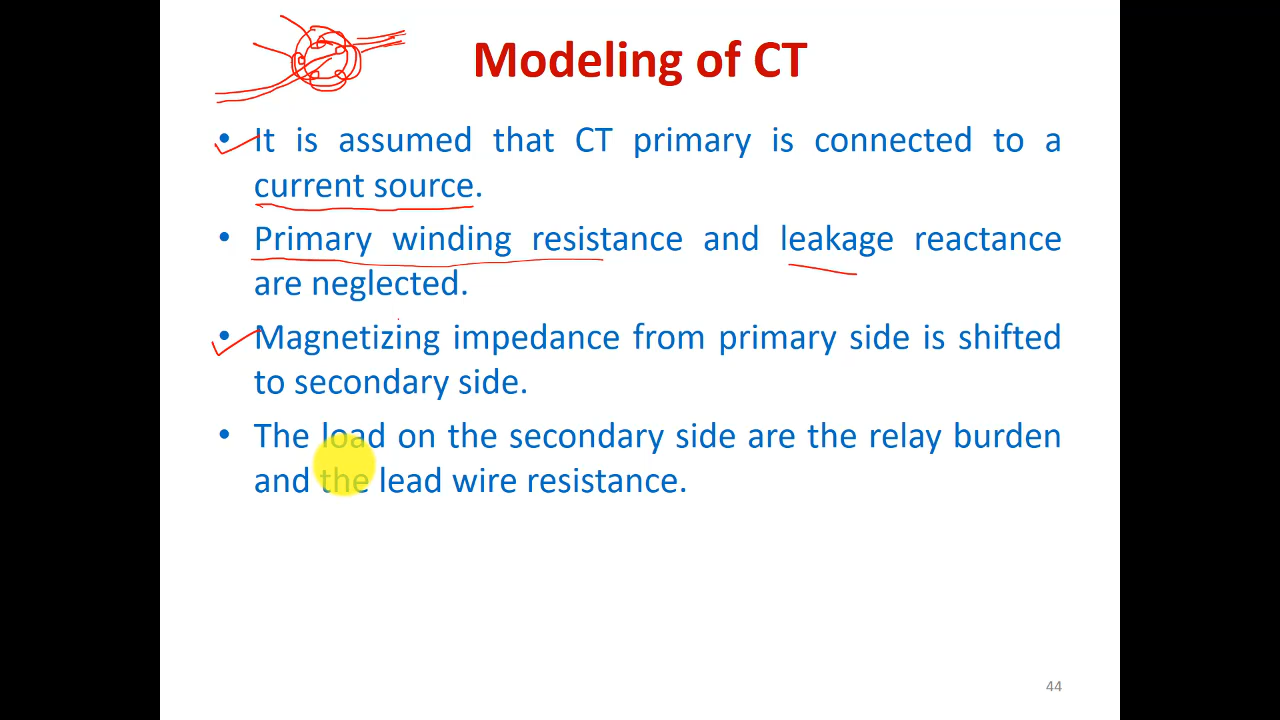 Modeling of CT
• It is assumed that CT primary is connected to a
current source.
• Primary winding resistance and leakage reactance
are neglected.
• Magnetizing impedance from primary side is shifted
to secondary side.
• The load on the secondary side are the relay burden
and the lead wire resistance.
44